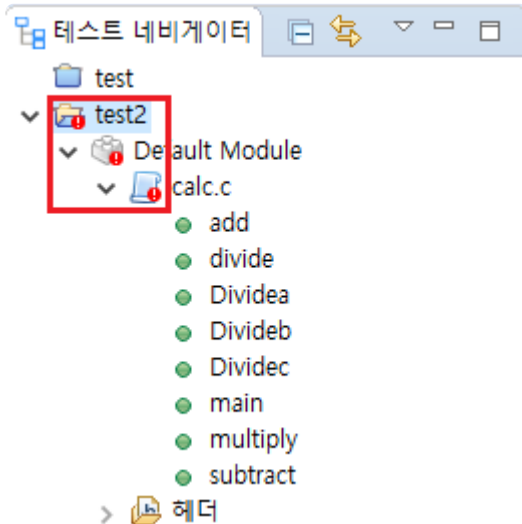 테스트 네비게이터
test
test2
Default Module
calc.c
add
divide
Dividea
Divideb
Dividec
main
multiply
subtract
헤더